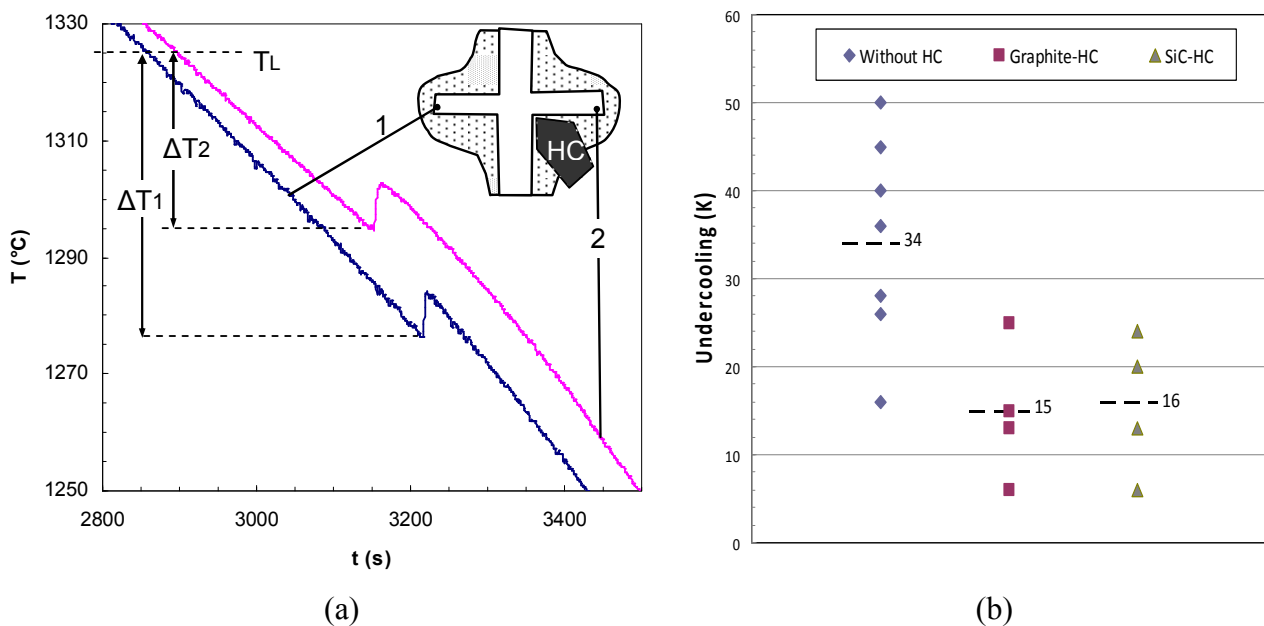 1330
1310
1290
1270
1250
T (°C)
2800
3000
3200
3400
t (s)
TL
ΔT1
ΔT2
1
HC
2
(a)
Without HC
Graphite-HC
SiC-HC
60
50
40
30
20
10
0
Undercooling (K)
34
15
16
(b)